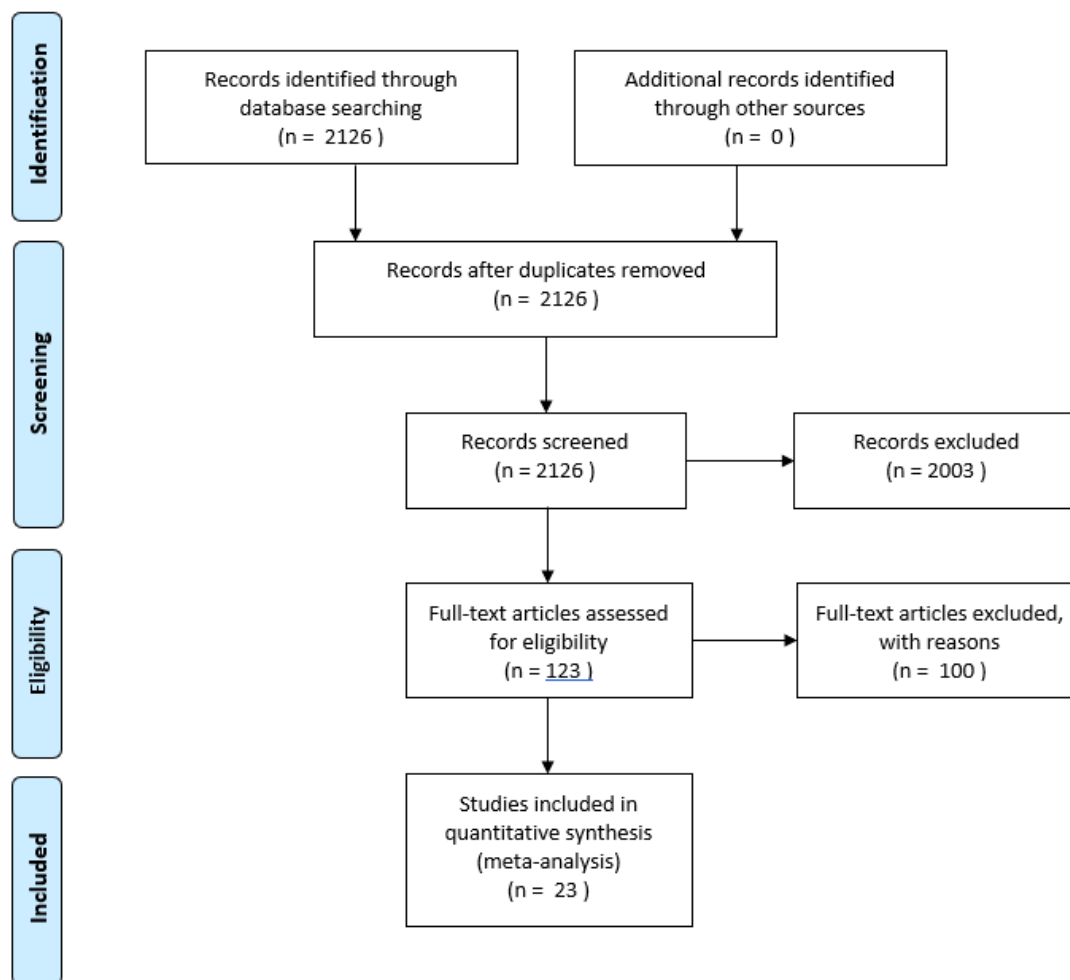 Identification
Records identified through
database searching
(n =  2126 )
Additional records identified
through other sources
(n =  0 )
Screening
Records after duplicates removed
(n =  2126 )
Records screened
(n = 2126 )
Records excluded
(n = 2003 )
Eligibility
Full-text articles assessed
for eligibility
(n = 123 )
Full-text articles excluded,
with reasons
(n =  100 )
Included
Studies included in
quantitative synthesis
(meta-analysis)
(n =  23 )